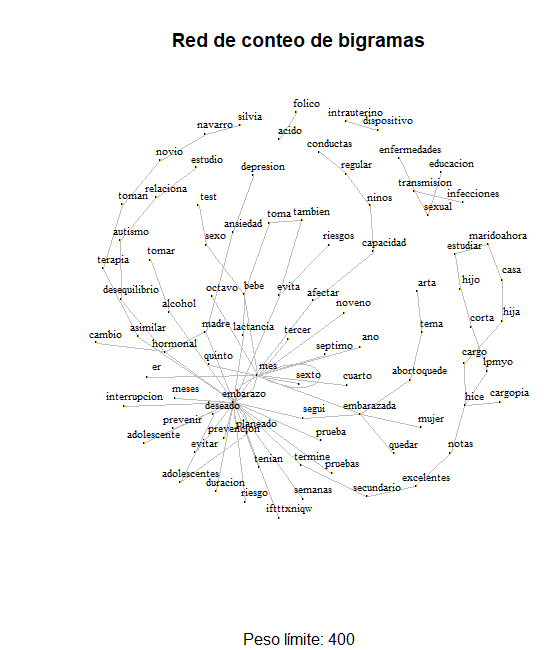 Red de conteo de bigramas
folico
intrauterino
silvia
acido
dispositivo
navarro
conductas
novio
enfermedades
estudio
educacion
depresion
regular
relaciona
transmision
toman
test
ninos
infecciones
toma
tambien
sexual
autismo
ansiedad
maridoahora
sexo
riesgos
capacidad
estudiar
terapia
tomar
casa
arta
hijo
desequilibrio
octavo
bebe
evita
afectar
noveno
alcohol
corta
hija
asimilar
madre
lactancia
tema
cambio
hormonal
tercer
ano
septimo
quinto
cargo
mes
lpmyo
er
sexto
cuarto
abortoquede
interrupcion
meses
embarazo
hice
cargopia
deseado
segui
embarazada
prevenir
planeado
mujer
adolescente
prevencion
prueba
evitar
quedar
notas
tenian
termine
pruebas
adolescentes
duracion
excelentes
riesgo
semanas
secundario
iftttxniqw
Peso límite: 400